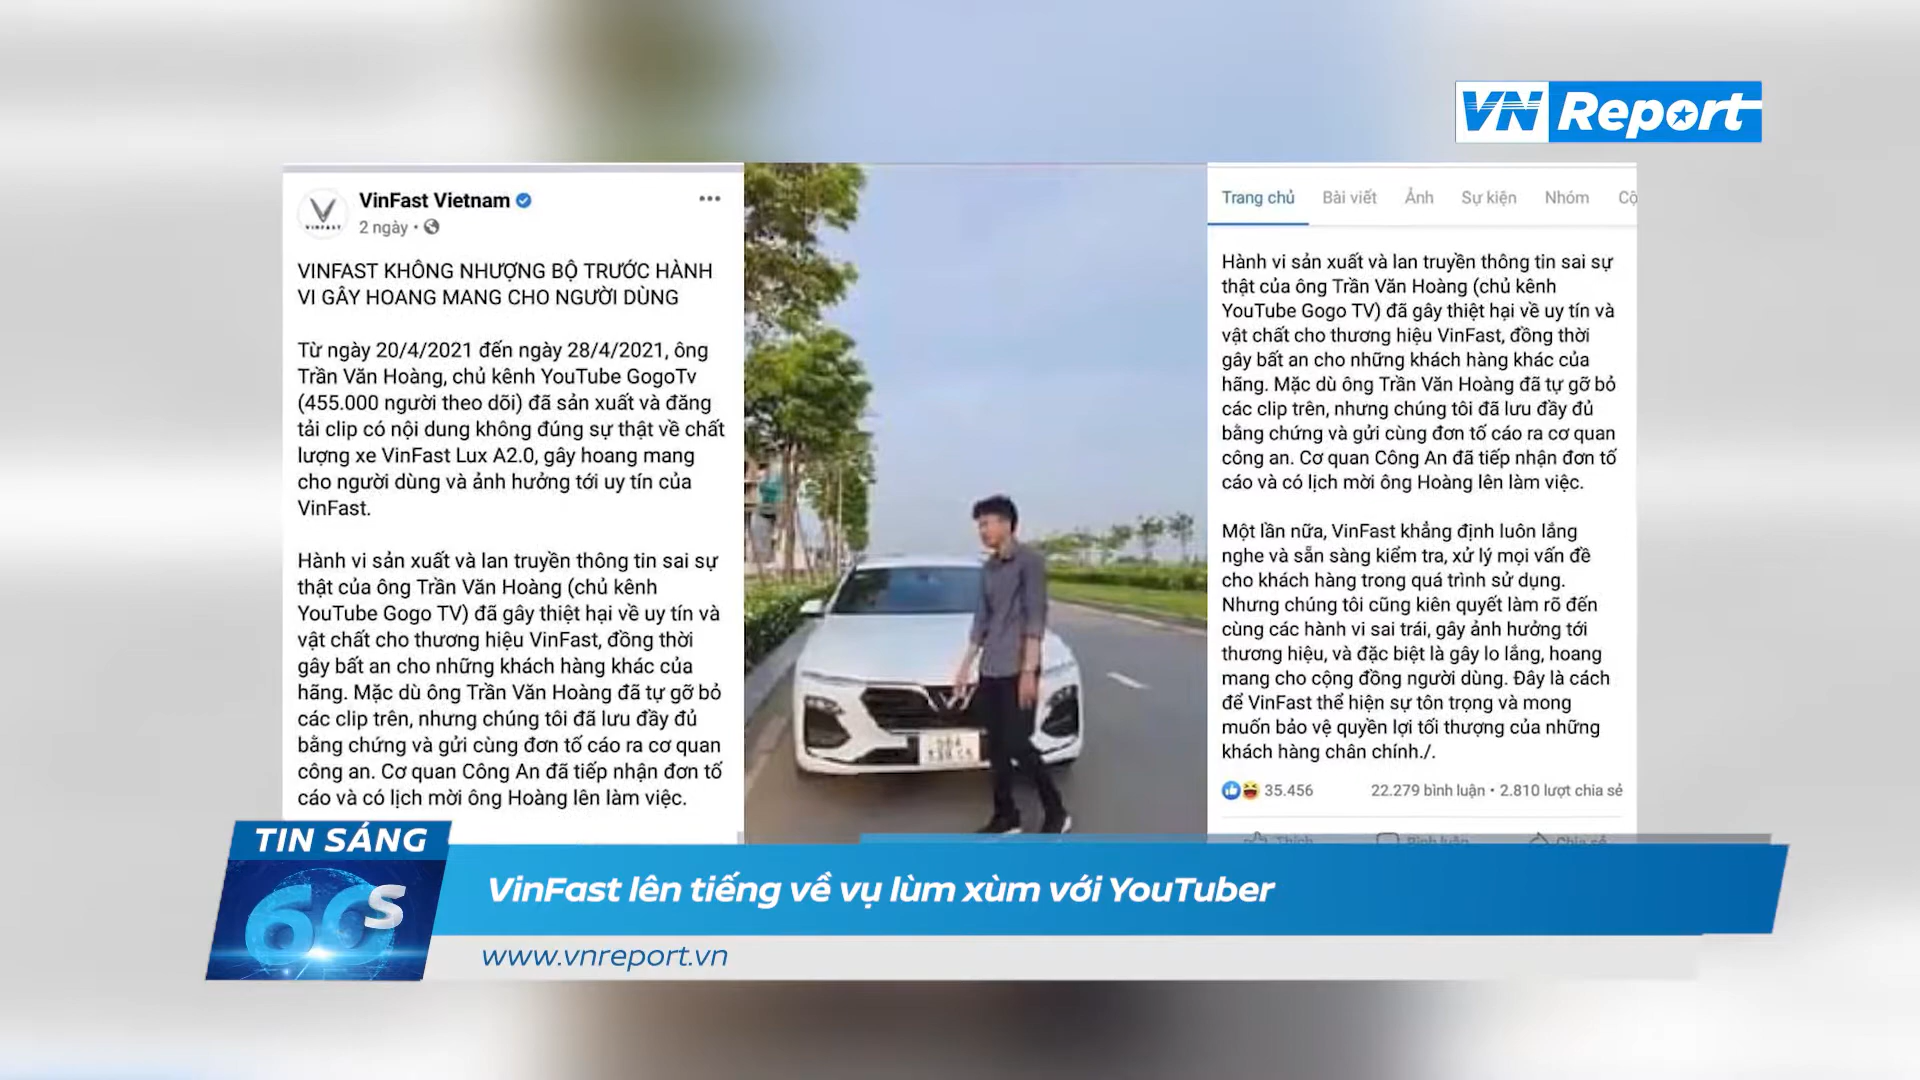 VN Report
VinFast Vietnam
2 ngày
VINFAST
VINFAST KHÔNG NHƯỢNG BỘ TRƯỚC HÀNH
VI GÂY HOANG MANG CHO NGƯỜI DÙNG
Từ ngày 20/4/2021 đến ngày 28/4/2021, ông
Trần Văn Hoàng, chủ kênh YouTube GogoTv
(455.000 người theo dõi) đã sản xuất và đăng
tải clip có nội dung không đúng sự thật về chất
lượng xe VinFast Lux A2.0, gây hoang mang
cho người dùng và ảnh hưởng tới uy tín của
VinFast.
Hành vi sản xuất và lan truyền thông tin sai sự
thật của ông Trần Văn Hoàng (chủ kênh
YouTube Gogo TV) đã gây thiệt hại về uy tín và
vật chất cho thương hiệu VinFast, đồng thời
gây bất an cho những khách hàng khác của
hãng. Mặc dù ông Trần Văn Hoàng đã tự gỡ bỏ
các clip trên, nhưng chúng tôi đã lưu đầy đủ
bằng chứng và gửi cùng đơn tố cáo ra cơ quan
công an. Cơ quan Công An đã tiếp nhận đơn tố
cáo và có lịch mời ông Hoàng lên làm việc.
Trang chủ Bài viết Ảnh Sự kiện Nhóm Cộ
Hành vi sản xuất và lan truyền thông tin sai sự
thật của ông Trần Văn Hoàng (chủ kênh
YouTube Gogo TV) đã gây thiệt hại về uy tín và
vật chất cho thương hiệu VinFast, đồng thời
gây bất an cho những khách hàng khác của
hãng. Mặc dù ông Trần Văn Hoàng đã tự gỡ bỏ
các clip trên, nhưng chúng tôi đã lưu đầy đủ
bằng chứng và gửi cùng đơn tố cáo ra cơ quan
công an. Cơ quan Công An đã tiếp nhận đơn tố
cáo và có lịch mời ông Hoàng lên làm việc.
Một lần nữa, VinFast khẳng định luôn lắng
nghe và sẵn sàng kiểm tra, xử lý mọi vấn đề
cho khách hàng trong quá trình sử dụng.
Nhưng chúng tôi cũng kiên quyết làm rõ đến
cùng các hành vi sai trái, gây ảnh hưởng tới
thương hiệu, và đặc biệt là gây lo lắng, hoang
mang cho cộng đồng người dùng. Đây là cách
để VinFast thể hiện sự tôn trọng và mong
muốn bảo vệ quyền lợi tối thượng của những
khách hàng chân chính./.
35.456 22.279 bình luận • 2.810 lượt chia sẻ
Thích Bình luận Chia sẻ
TIN SÁNG
60s
VinFast lên tiếng về vụ lùm xùm với YouTuber
www.vnreport.vn